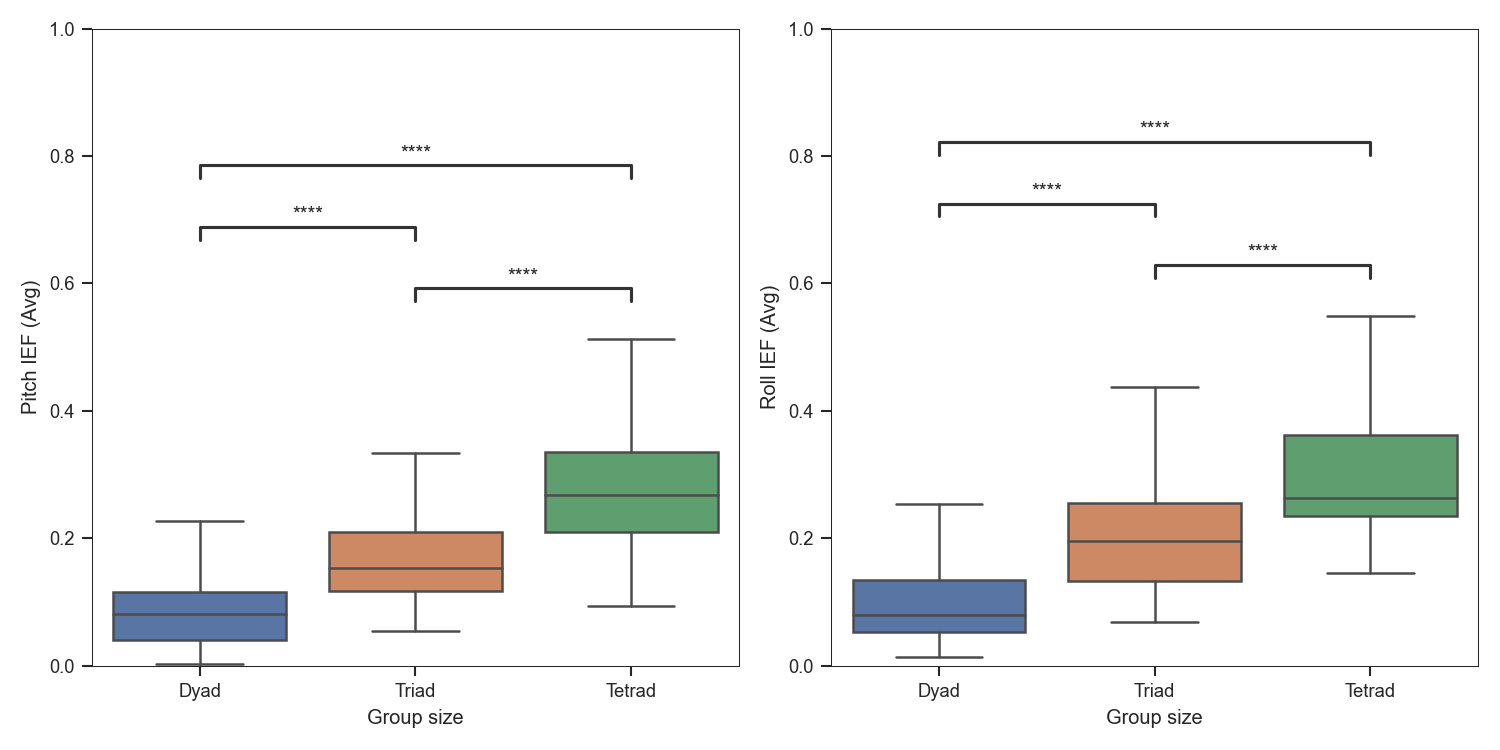 1.0
0.8
0.6
0.4
0.2
0.0
Pitch IEF (Avg)
****
****
****
Dyad
Triad
Tetrad
Group size
1.0
0.8
0.6
0.4
0.2
0.0
Roll IEF (Avg)
****
****
****
Dyad
Triad
Tetrad
Group size